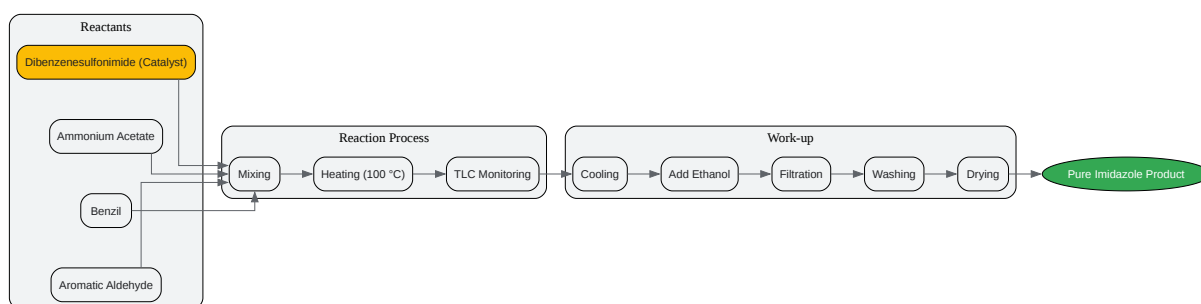 Reactants
Dibenzenesulfonimide (Catalyst)
Ammonium Acetate
Benzil
Aromatic Aldehyde
Reaction Process
Mixing
Heating (100 °C)
TLC Monitoring
Work-up
Cooling
Add Ethanol
Filtration
Washing
Drying
Pure Imidazole Product